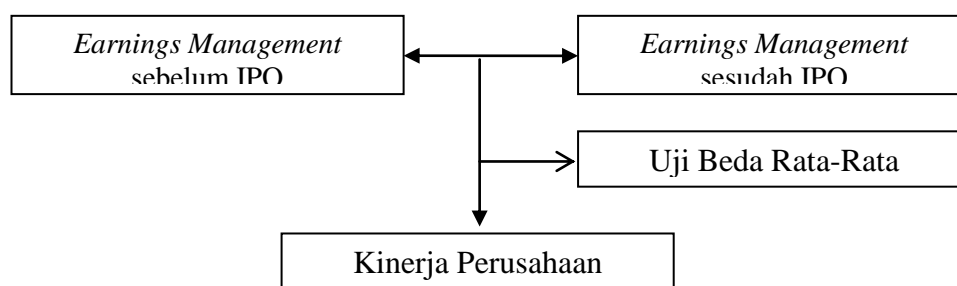 Earnings Management
sebelum IPO
Earnings Management
sesudah IPO
Uji Beda Rata-Rata
Kinerja Perusahaan